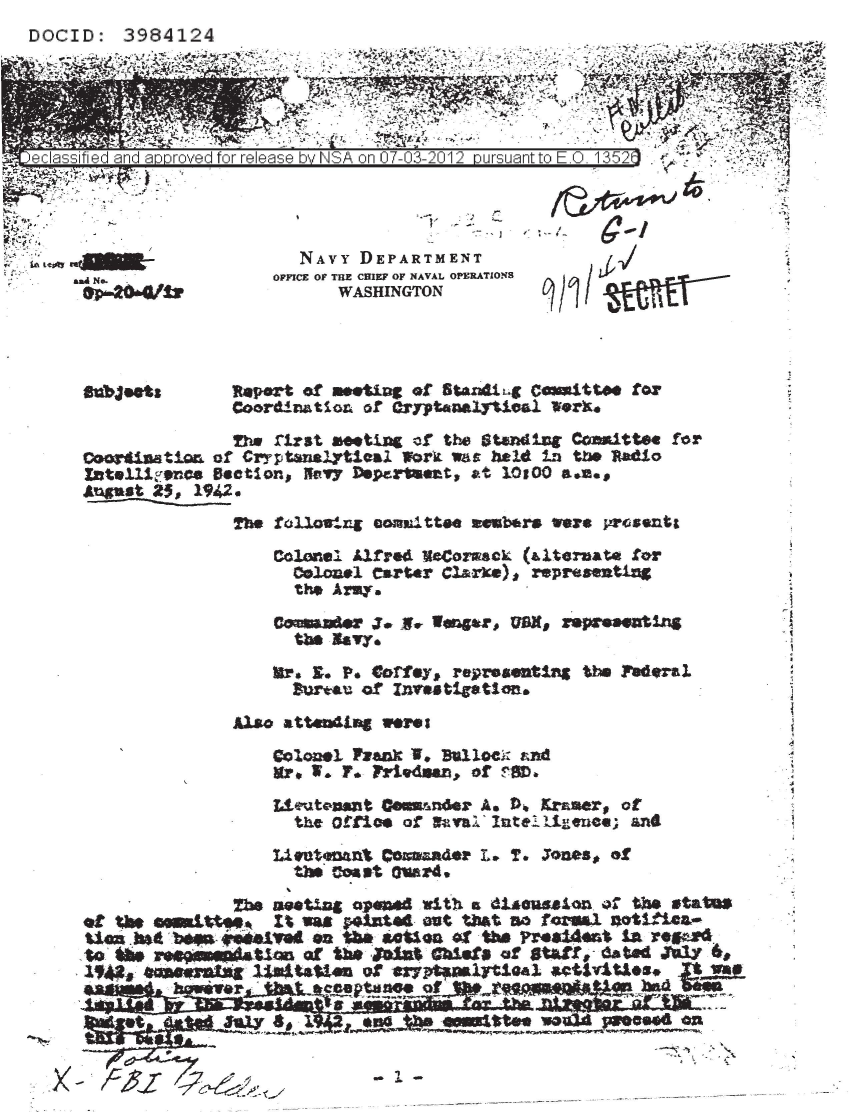 DOCID: 3984124
Declassified and approved for release by NSA on 07-03-2012 pursuant to E.O. 13526
Return to
G-1
9/9/42
SECRET
In reply refer
and No.
Op-20-G/lr
NAVY DEPARTMENT
OFFICE OF THE CHIEF OF NAVAL OPERATIONS
WASHINGTON
Subject: Report of meeting of Standing Committee for
Coordination of Cryptanalytical Work.
The first meeting of the Standing Committee for
Coordination of Cryptanalytical Work was held in the Radio
Intelligence Section, Navy Department, at 10:00 a.m.,
August 25, 1942.
The following committee members were present:
Colonel Alfred McCormack (alternate for
Colonel Carter Clarke), representing
the Army.
Commander J. N. Wenger, USN, representing
the Navy.
Mr. E. P. Coffey, representing the Federal
Bureau of Investigation.
Also attending were:
Colonel Frank W. Bullock and
Mr. W. F. Friedman, of SSD.
Lieutenant Commander A. D. Kramer, of
the Office of Naval Intelligence; and
Lieutenant Commander L. T. Jones, of
the Coast Guard.
The meeting opened with a discussion of the status
of the committee. It was pointed out that no formal notifica-
tion had been received on the action of the President in regard
to the recommendation of the Joint Chiefs of Staff, dated July 6,
1942, concerning limitation of cryptanalytical activities. It was
assumed, however, that acceptance of the recommendation had been
implied by the President's memorandum for the Director of the
Budget, dated July 8, 1942, and the committee would proceed on
this basis.
Policy
X- FBI Folder
- 1 -